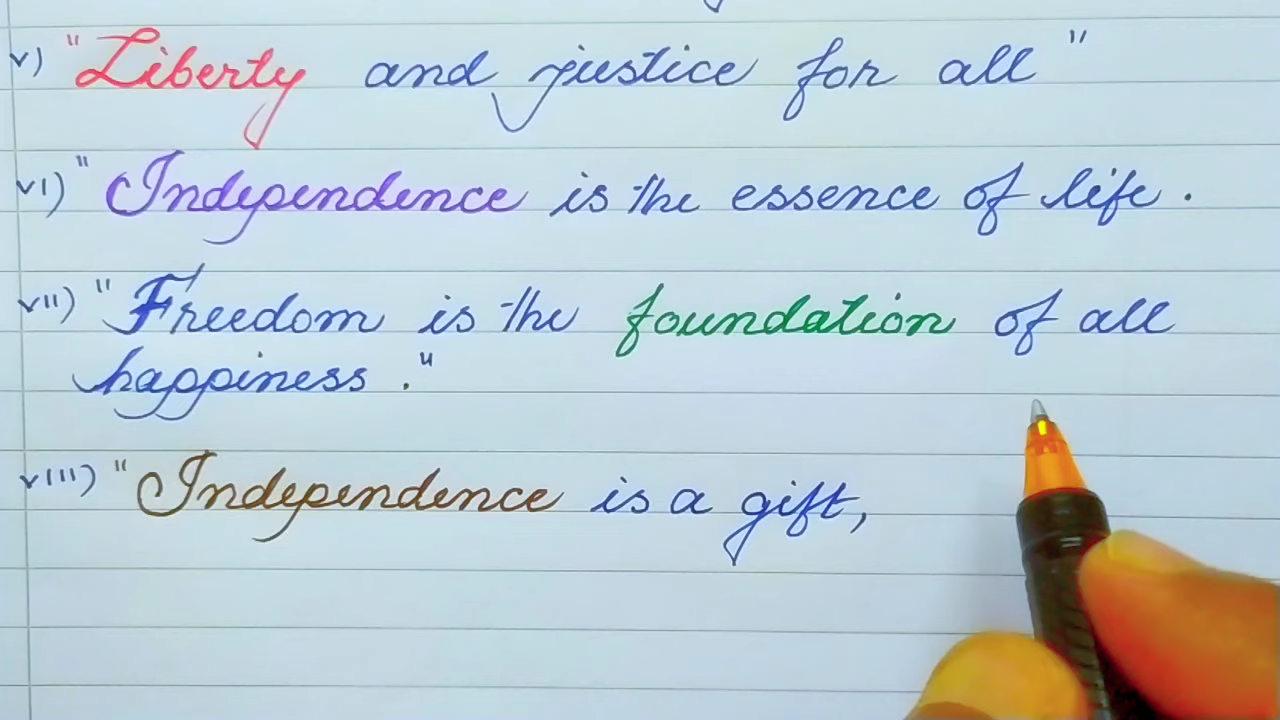 v) "Liberty and justice for all"
vi) "Independence is the essence of life.
vii) "Freedom is the foundation of all
happiness."
viii) "Independence is a gift,